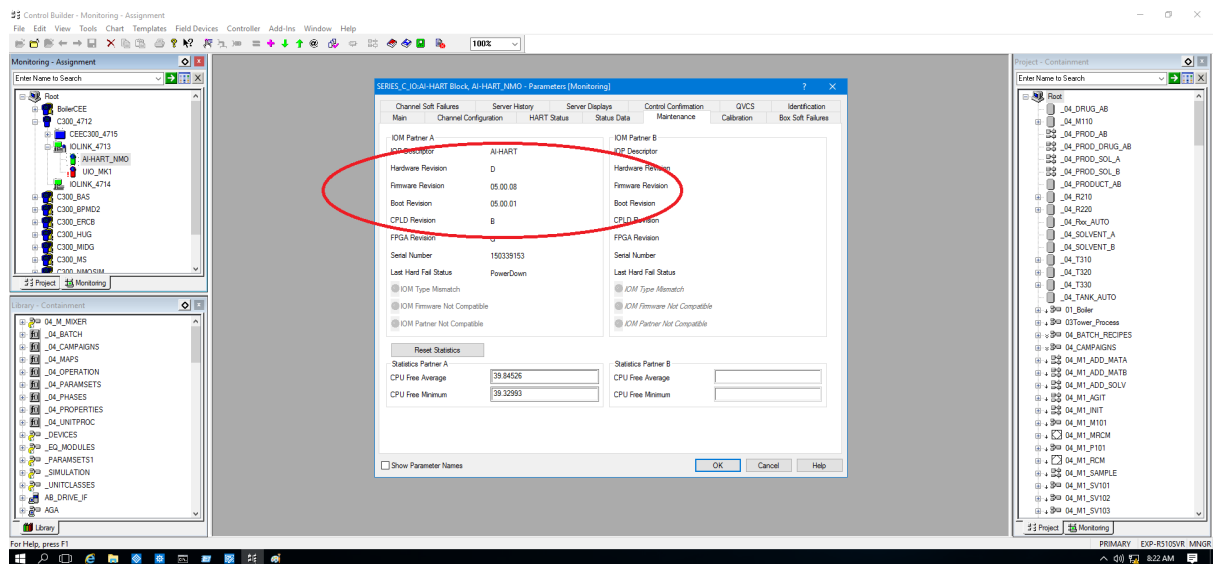 Control Builder - Monitoring - Assignment
File Edit View Tools Chart Templates Field Devices Controller Add-Ins Window Help
100%
Monitoring - Assignment
Enter Name to Search
Root
BoilerCEE
C300_4712
CEEC300_4715
IOLINK_4713
AI-HART_NMO
UIO_MK1
IOLINK_4714
C300_BAS
C300_BPMD2
C300_ERCB
C300_HUG
C300_MIDG
C300_MS
C300_NMOSIM
Project Monitoring
Library - Containment
04_M_MIXER
_04_BATCH
_04_CAMPAIGNS
_04_MAPS
_04_OPERATION
_04_PARAMSETS
_04_PHASES
_04_PROPERTIES
_04_UNITPROC
_DEVICES
_EQ_MODULES
_PARAMSETS1
_SIMULATION
_UNITCLASSES
AB_DRIVE_IF
AGA
Library
For Help, press F1
SERIES_C_IO:AI-HART Block, AI-HART_NMO - Parameters [Monitoring]
Channel Soft Failures Server History Server Displays Control Confirmation QVCS Identification
Main Channel Configuration HART Status Status Data Maintenance Calibration Box Soft Failures
IOM Partner A
IOP Descriptor AI-HART
Hardware Revision D
Firmware Revision 05.00.08
Boot Revision 05.00.01
CPLD Revision B
FPGA Revision
Serial Number 150339153
Last Hard Fail Status PowerDown
IOM Type Mismatch
IOM Firmware Not Compatible
IOM Partner Not Compatible
IOM Partner B
IOP Descriptor
Hardware Revision
Firmware Revision
Boot Revision
CPLD Revision
FPGA Revision
Serial Number
Last Hard Fail Status
IOM Type Mismatch
IOM Firmware Not Compatible
IOM Partner Not Compatible
Reset Statistics
Statistics Partner A
CPU Free Average 39.84526
CPU Free Minimum 39.32993
Statistics Partner B
CPU Free Average
CPU Free Minimum
Show Parameter Names
OK Cancel Help
Project - Containment
Enter Name to Search
Root
_04_DRUG_AB
_04_M110
_04_PROD_AB
_04_PROD_DRUG_AB
_04_PROD_SOL_A
_04_PROD_SOL_B
_04_PRODUCT_AB
_04_R210
_04_R220
_04_Rxx_AUTO
_04_SOLVENT_A
_04_SOLVENT_B
_04_T310
_04_T320
_04_T330
_04_TANK_AUTO
01_Boiler
03Tower_Process
04_BATCH_RECIPES
04_CAMPAIGNS
04_M1_ADD_MATA
04_M1_ADD_MATB
04_M1_ADD_SOLV
04_M1_AGIT
04_M1_INIT
04_M1_M101
04_M1_MRCM
04_M1_P101
04_M1_RCM
04_M1_SAMPLE
04_M1_SV101
04_M1_SV102
04_M1_SV103
Project Monitoring
PRIMARY EXP-R510SVR MNGR
8:22 AM